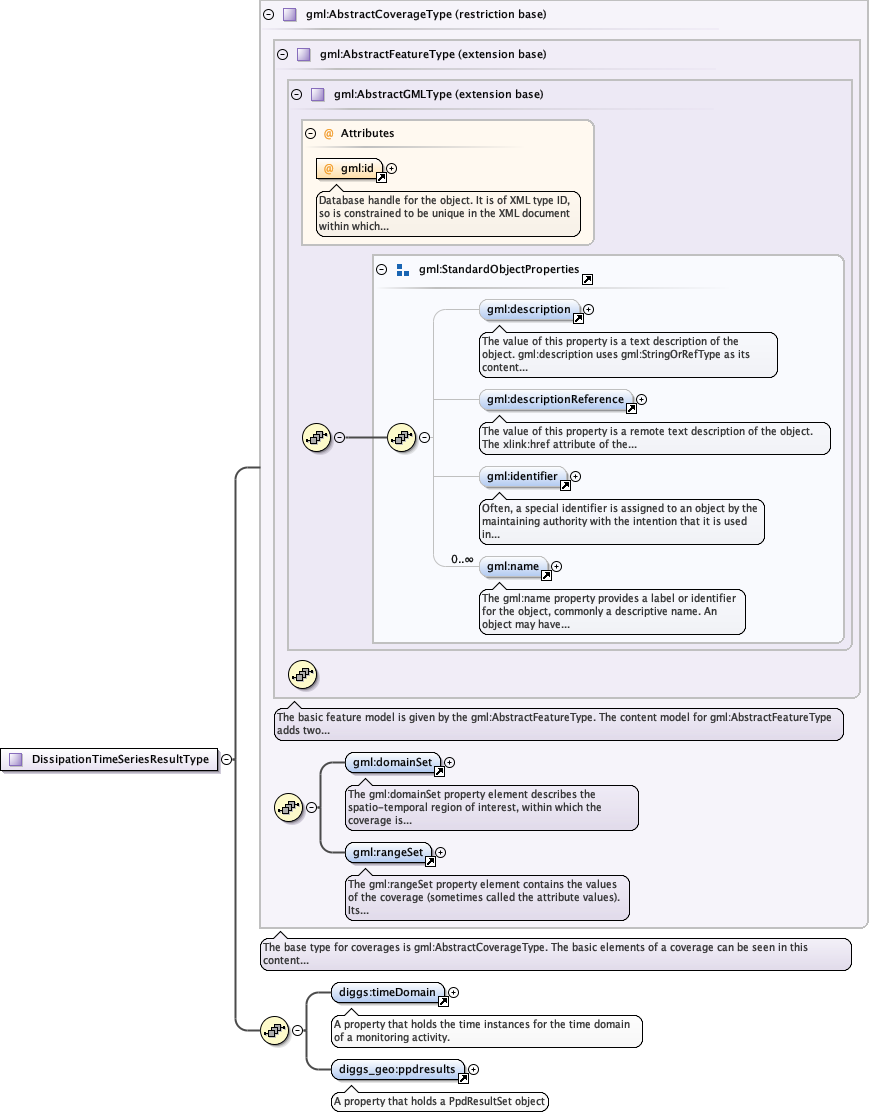 gml:AbstractCoverageType (restriction base)
gml:AbstractFeatureType (extension base)
gml:AbstractGMLType (extension base)
@ Attributes
@ gml:id
Database handle for the object. It is of XML type ID,
so is constrained to be unique in the XML document
within which...
gml:StandardObjectProperties
gml:description
The value of this property is a text description of the
object. gml:description uses gml:StringOrRefType as its
content...
gml:descriptionReference
The value of this property is a remote text description of the object.
The xlink:href attribute of the...
gml:identifier
Often, a special identifier is assigned to an object by the
maintaining authority with the intention that it is used
in...
0..∞
gml:name
The gml:name property provides a label or identifier
for the object, commonly a descriptive name. An
object may have...
The basic feature model is given by the gml:AbstractFeatureType. The content model for gml:AbstractFeatureType
adds two...
DissipationTimeSeriesResultType
gml:domainSet
The gml:domainSet property element describes the
spatio-temporal region of interest, within which the
coverage is...
gml:rangeSet
The gml:rangeSet property element contains the values
of the coverage (sometimes called the attribute values).
Its...
The base type for coverages is gml:AbstractCoverageType. The basic elements of a coverage can be seen in this
content...
diggs:timeDomain
A property that holds the time instances for the time domain
of a monitoring activity.
diggs_geo:ppdresults
A property that holds a PpdResultSet object